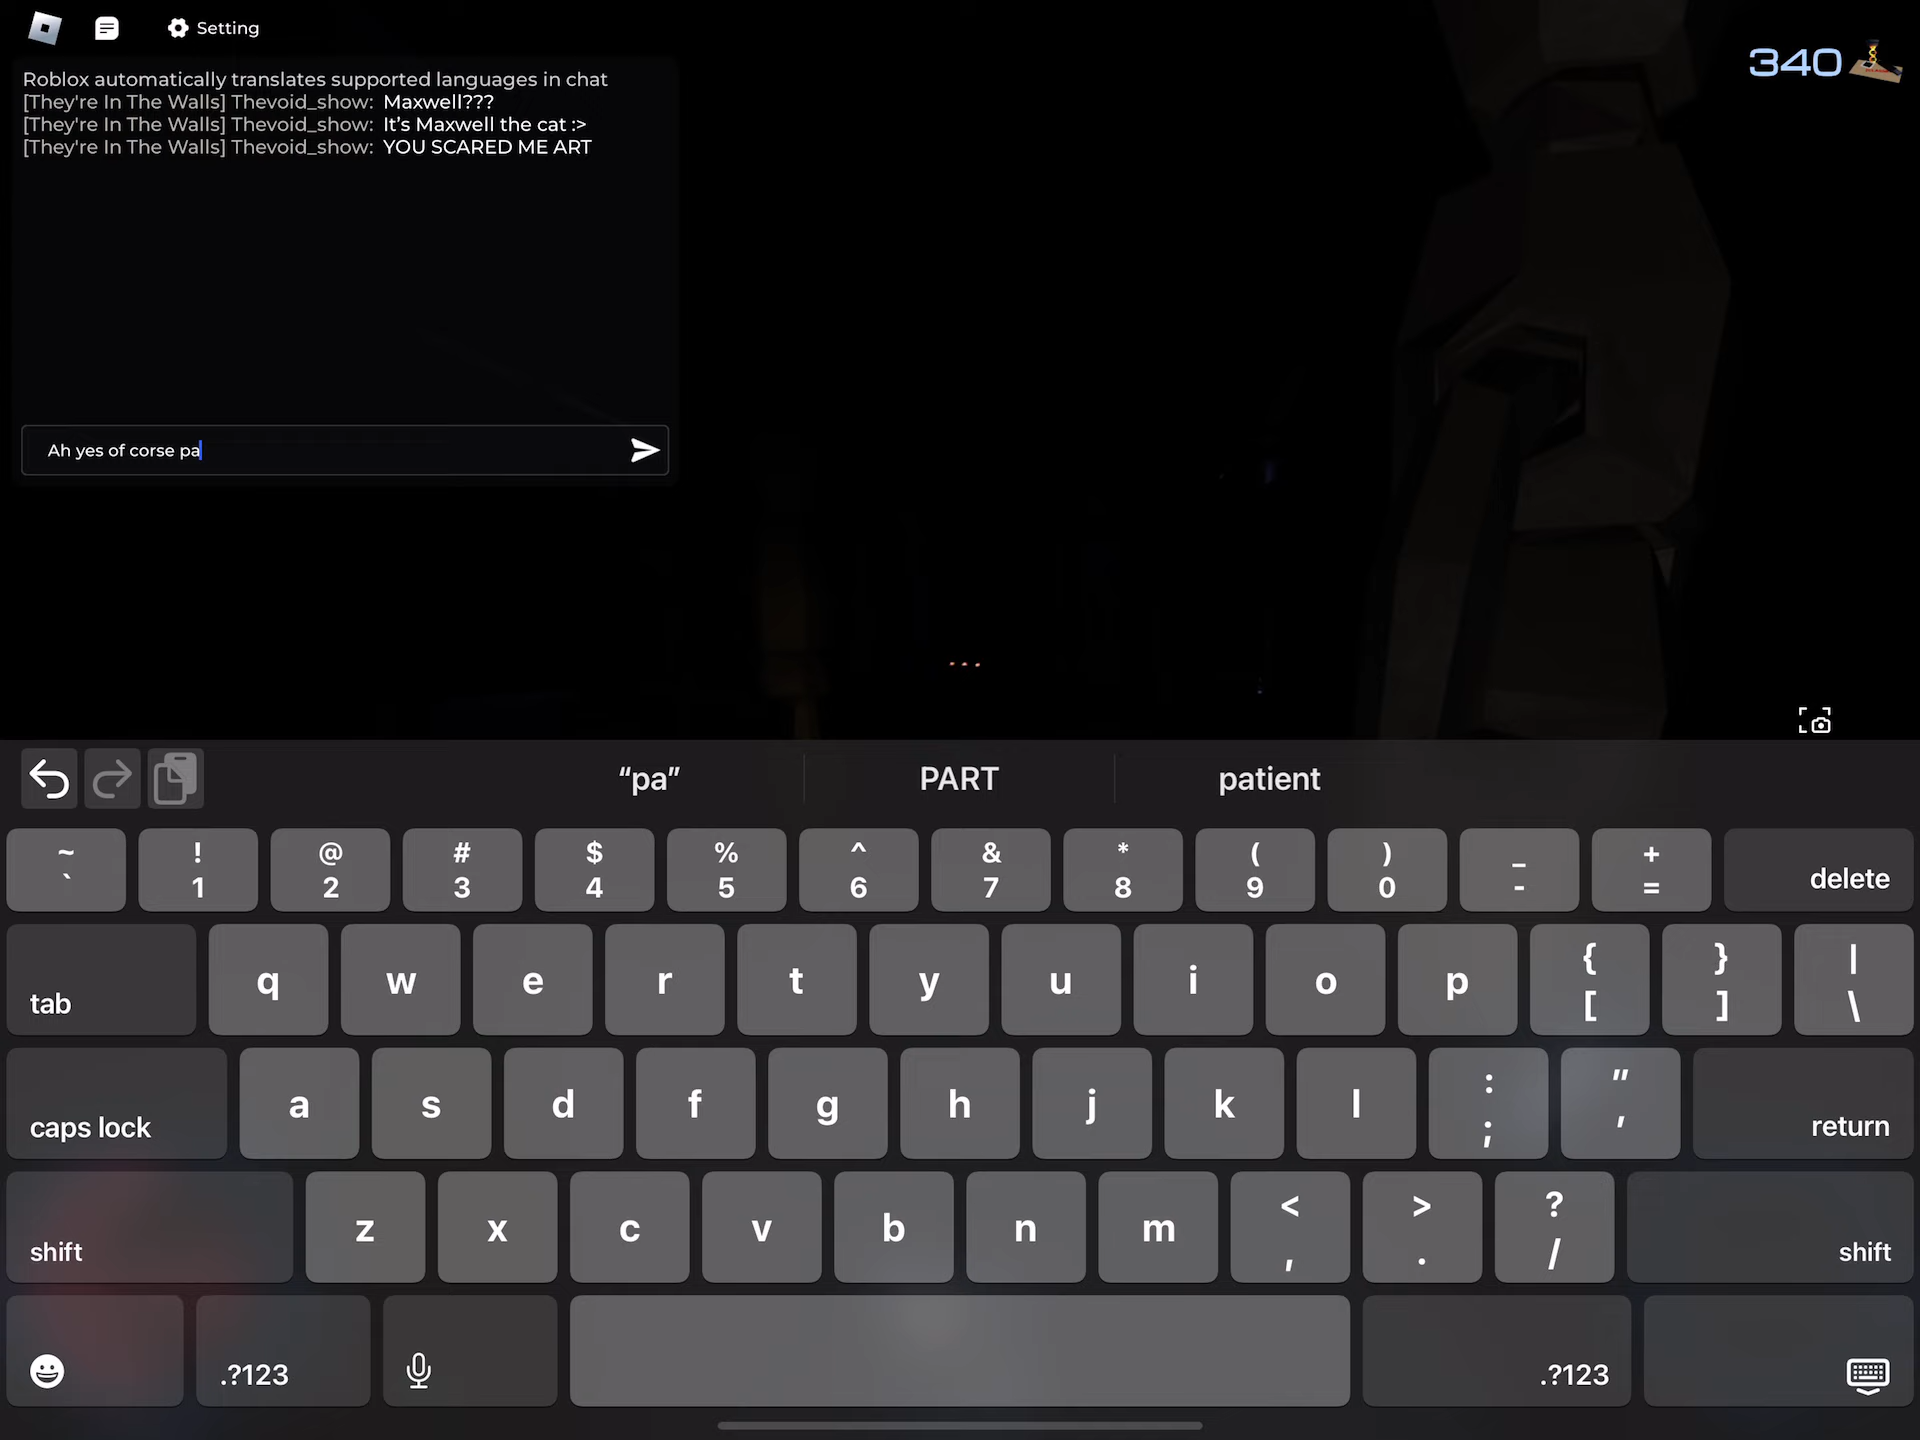 Setting
340
Roblox automatically translates supported languages in chat
[They're In The Walls] Thevoid_show: Maxwell???
[They're In The Walls] Thevoid_show: It’s Maxwell the cat :>
[They're In The Walls] Thevoid_show: YOU SCARED ME ART
Ah yes of corse pa
...
“pa” PART patient
~ ! @ # $ % ^ & * ( ) _ +
` 1 2 3 4 5 6 7 8 9 0 - = delete
tab q w e r t y u i o p { [ } ] | \
caps lock a s d f g h j k l : ; " ' return
shift z x c v b n m < , > . ? / shift
.?123 .?123